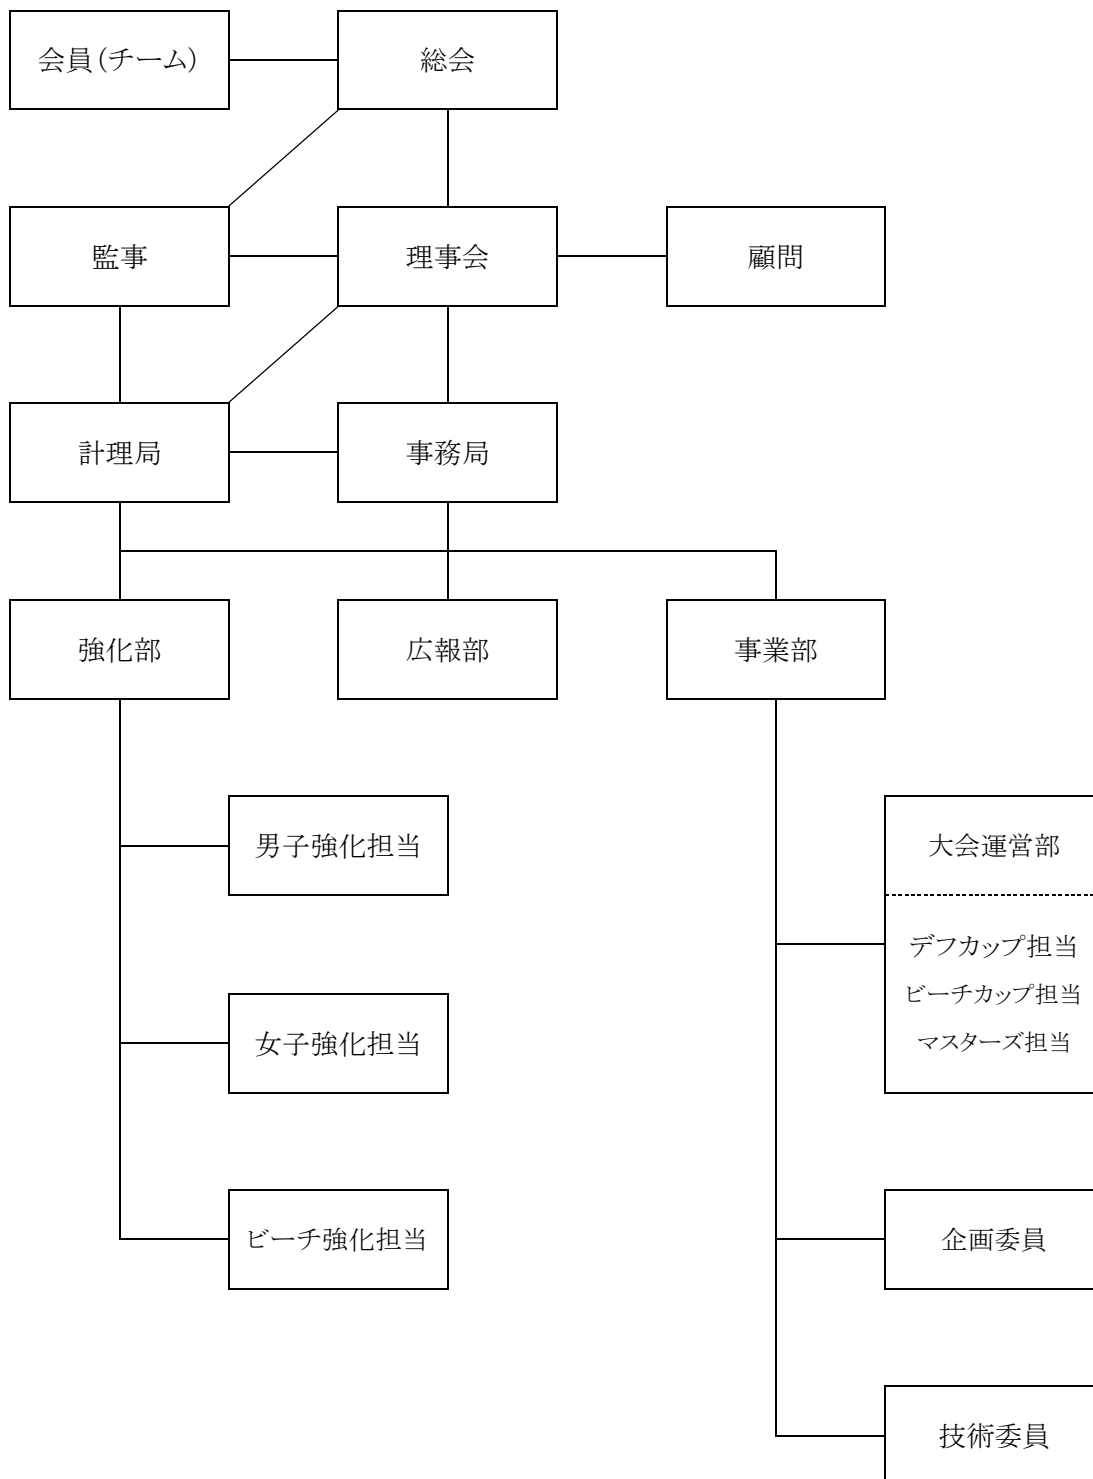 会員(チーム)
総会
監事
理事会
顧問
計理局
事務局
強化部
広報部
事業部
男子強化担当
大会運営部
デフカップ担当
ビーチカップ担当
マスターズ担当
女子強化担当
ビーチ強化担当
企画委員
技術委員